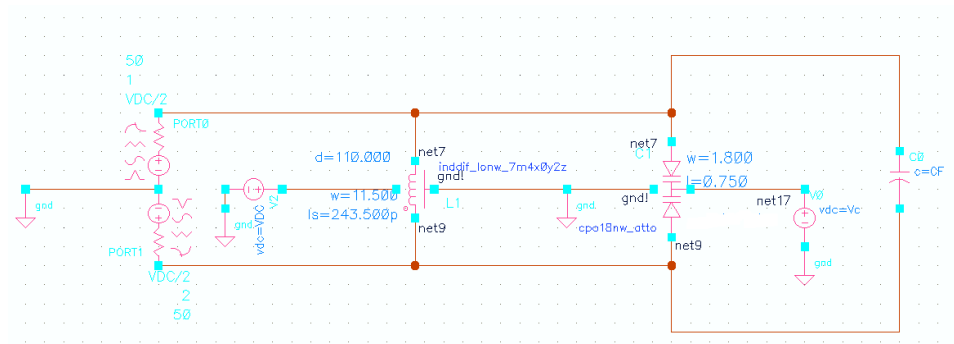 50
1
VDC/2
PORT0
gnd
PORT1
VDC/2
2
50
gnd
vdc=VDC
V2
d=110.000
w=11.500
ls=243.500p
net7
inddif_lonw_7m4x0y2z
gnd!
L1
net9
gnd
net7
C1
w=1.800
l=0.750
gnd!
cpo18nw_otto
net9
net17
V0
vdc=Vc
gnd
C0
c=CF